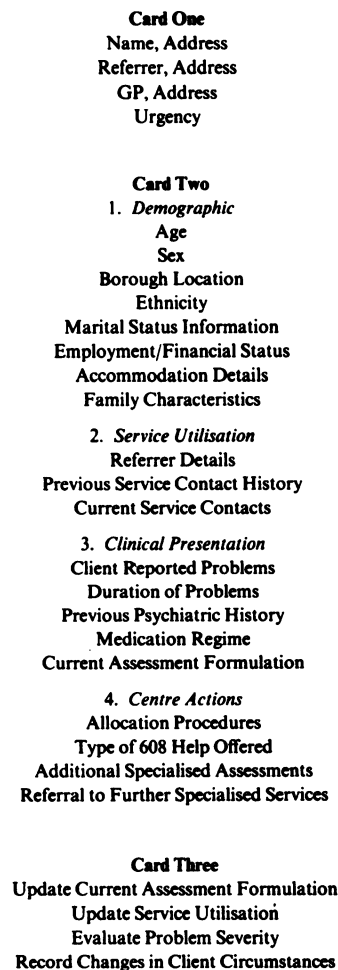 Card One
Name, Address
Referrer, Address
GP, Address
Urgency
Card Two
1. Demographic
Age
Sex
Borough Location
Ethnicity
Marital Status Information
Employment/Financial Status
Accommodation Details
Family Characteristics
2. Service Utilisation
Referrer Details
Previous Service Contact History
Current Service Contacts
3. Clinical Presentation
Client Reported Problems
Duration of Problems
Previous Psychiatric History
Medication Regime
Current Assessment Formulation
4. Centre Actions
Allocation Procedures
Type of 608 Help Offered
Additional Specialised Assessments
Referral to Further Specialised Services
Card Three
Update Current Assessment Formulation
Update Service Utilisation
Evaluate Problem Severity
Record Changes in Client Circumstances